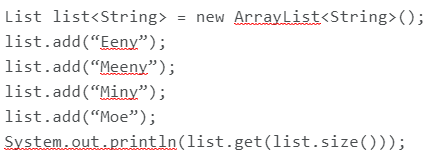 List list<String> = new ArrayList<String>();
list.add(“Eeny”);
list.add(“Meeny”);
list.add(“Miny”);
list.add(“Moe”);
System.out.println(list.get(list.size()));